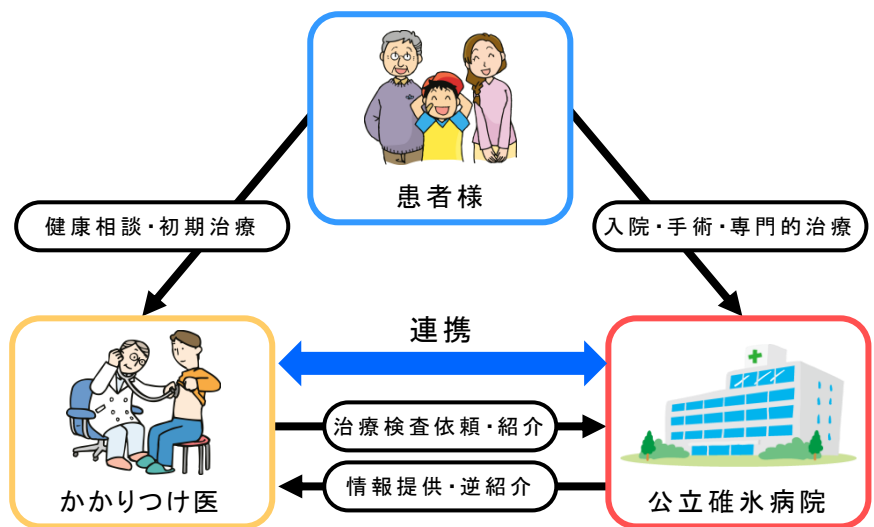 患者様
健康相談・初期治療
入院・手術・専門的治療
連携
治療検査依頼・紹介
情報提供・逆紹介
かかりつけ医
公立碓氷病院